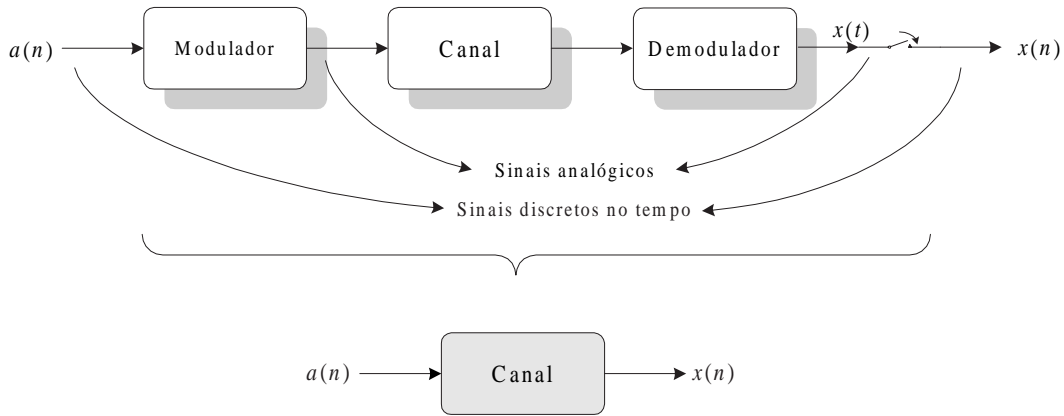 a(n) Modulador Canal Demodulador x(t) x(n)
Sinais analógicos
Sinais discretos no tempo
a(n) Canal x(n)